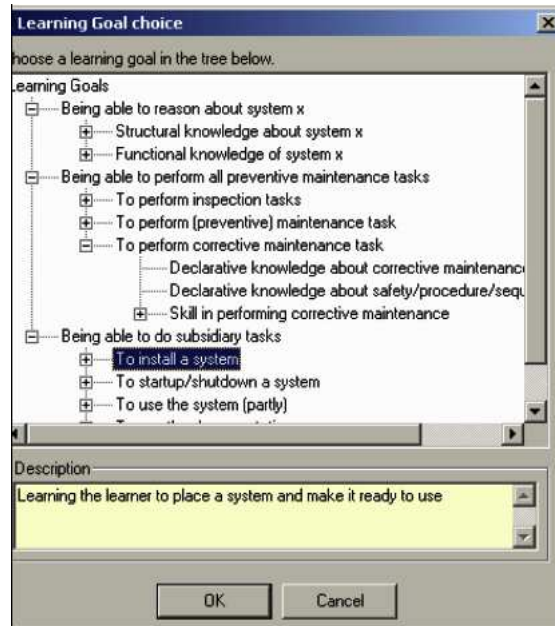 Learning Goal choice
hoose a learning goal in the tree below.
Learning Goals
Being able to reason about system x
Structural knowledge about system x
Functional knowledge of system x
Being able to perform all preventive maintenance tasks
To perform inspection tasks
To perform (preventive) maintenance task
To perform corrective maintenance task
Declarative knowledge about corrective maintenanc
Declarative knowledge about safety/procedure/sequ
Skill in performing corrective maintenance
Being able to do subsidiary tasks
To install a system
To startup/shutdown a system
To use the system (partly)
Description
Learning the learner to place a system and make it ready to use
OK
Cancel